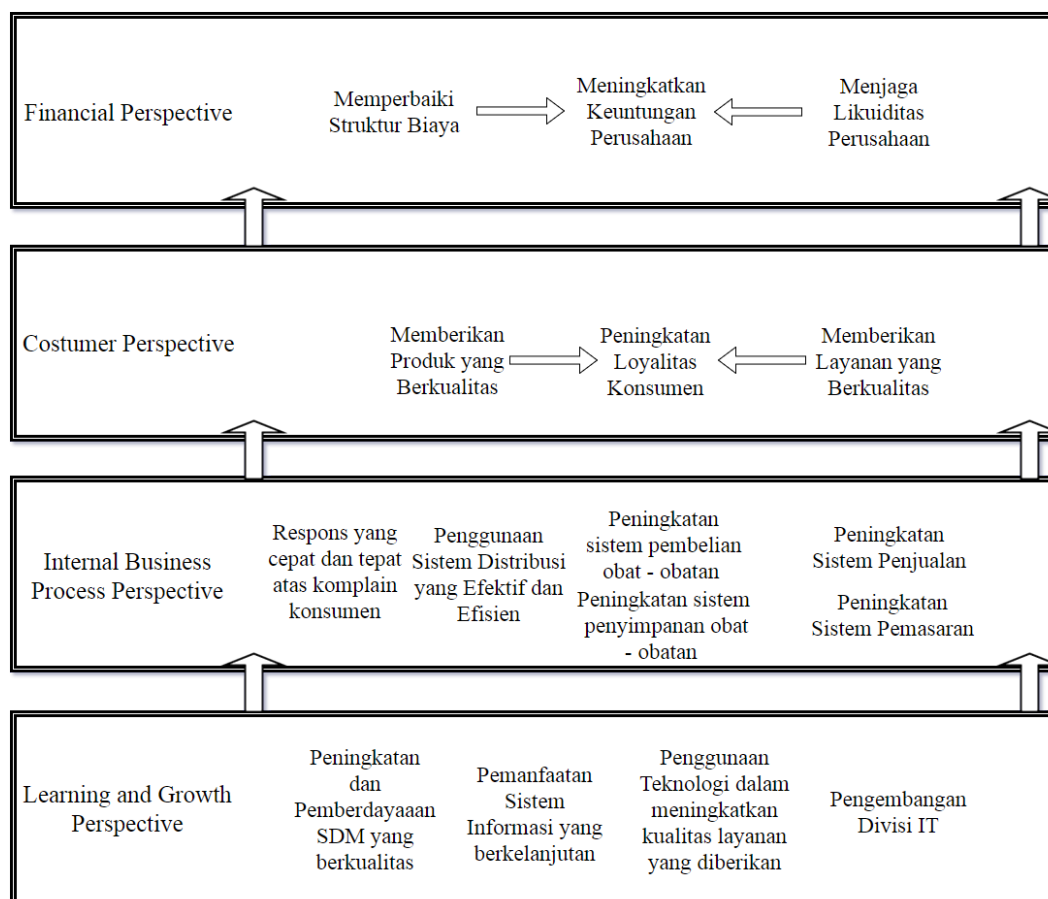 Financial Perspective
Memperbaiki
Struktur Biaya
Meningkatkan
Keuntungan
Perusahaan
Menjaga
Likuiditas
Perusahaan
Costumer Perspective
Memberikan
Produk yang
Berkualitas
Peningkatan
Loyalitas
Konsumen
Memberikan
Layanan yang
Berkualitas
Internal Business
Process Perspective
Respons yang
cepat dan tepat
atas komplain
konsumen
Penggunaan
Sistem Distribusi
yang Efektif dan
Efisien
Peningkatan
sistem pembelian
obat - obatan
Peningkatan sistem
penyimpanan obat
- obatan
Peningkatan
Sistem Penjualan
Peningkatan
Sistem Pemasaran
Learning and Growth
Perspective
Peningkatan
dan
Pemberdayaaan
SDM yang
berkualitas
Pemanfaatan
Sistem
Informasi yang
berkelanjutan
Penggunaan
Teknologi dalam
meningkatkan
kualitas layanan
yang diberikan
Pengembangan
Divisi IT